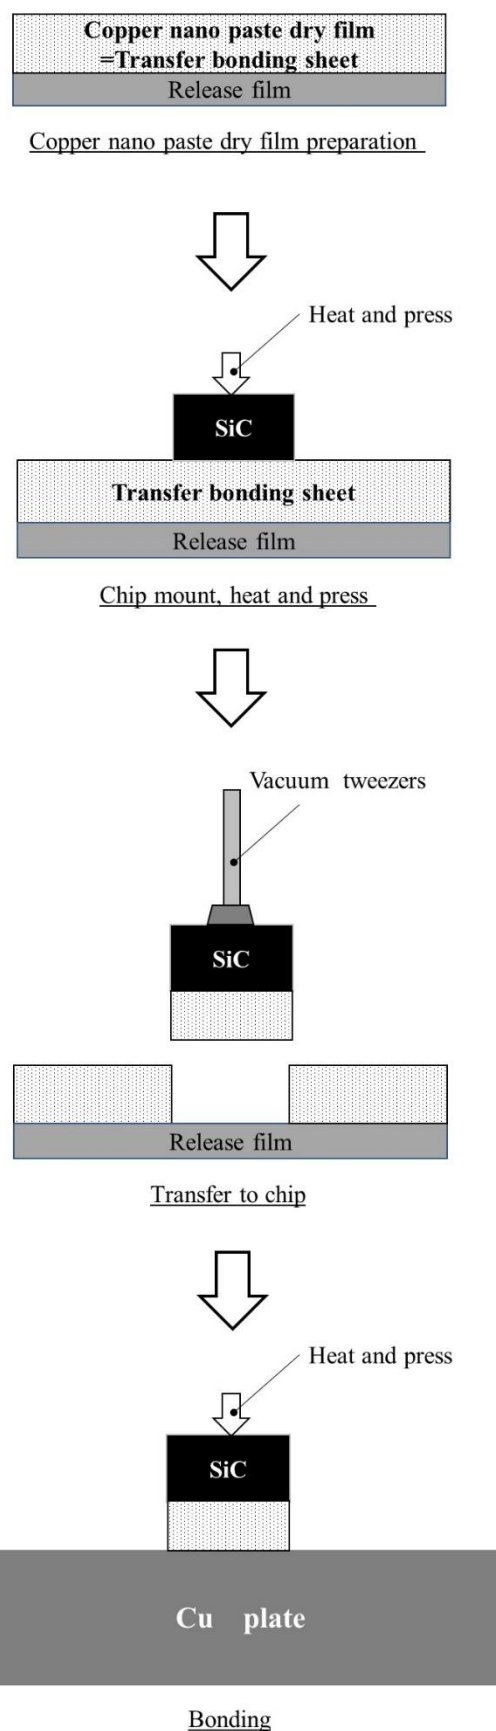 Copper nano paste dry film
=Transfer bonding sheet
Release film
Copper nano paste dry film preparation
Heat and press
SiC
Transfer bonding sheet
Release film
Chip mount, heat and press
Vacuum tweezers
SiC
Release film
Transfer to chip
Heat and press
SiC
Cu plate
Bonding